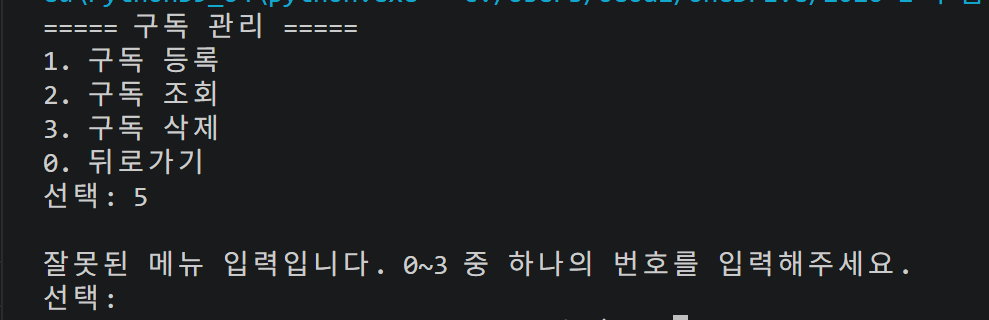 ===== 구독 관리 =====
1. 구독 등록
2. 구독 조회
3. 구독 삭제
0. 뒤로가기
선택: 5
잘못된 메뉴 입력입니다. 0~3 중 하나의 번호를 입력해주세요.
선택: